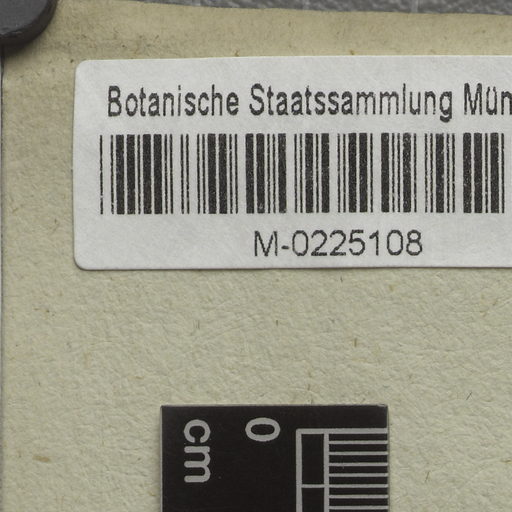 Botanische Staatssammlung Mün
M-0225108
0
cm